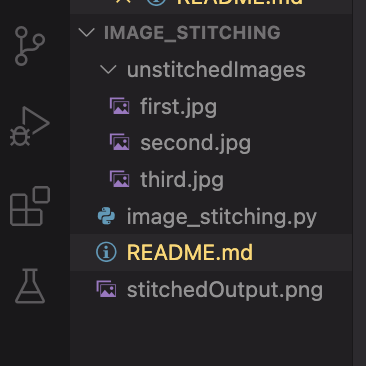 README.md
IMAGE_STITCHING
unstitchedImages
first.jpg
second.jpg
third.jpg
image_stitching.py
README.md
stitchedOutput.png